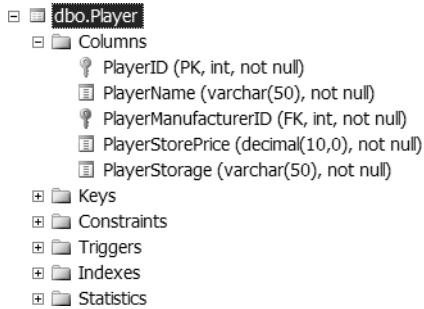 dbo.Player
Columns
PlayerID (PK, int, not null)
PlayerName (varchar(50), not null)
PlayerManufacturerID (FK, int, not null)
PlayerStorePrice (decimal(10,0), not null)
PlayerStorage (varchar(50), not null)
Keys
Constraints
Triggers
Indexes
Statistics